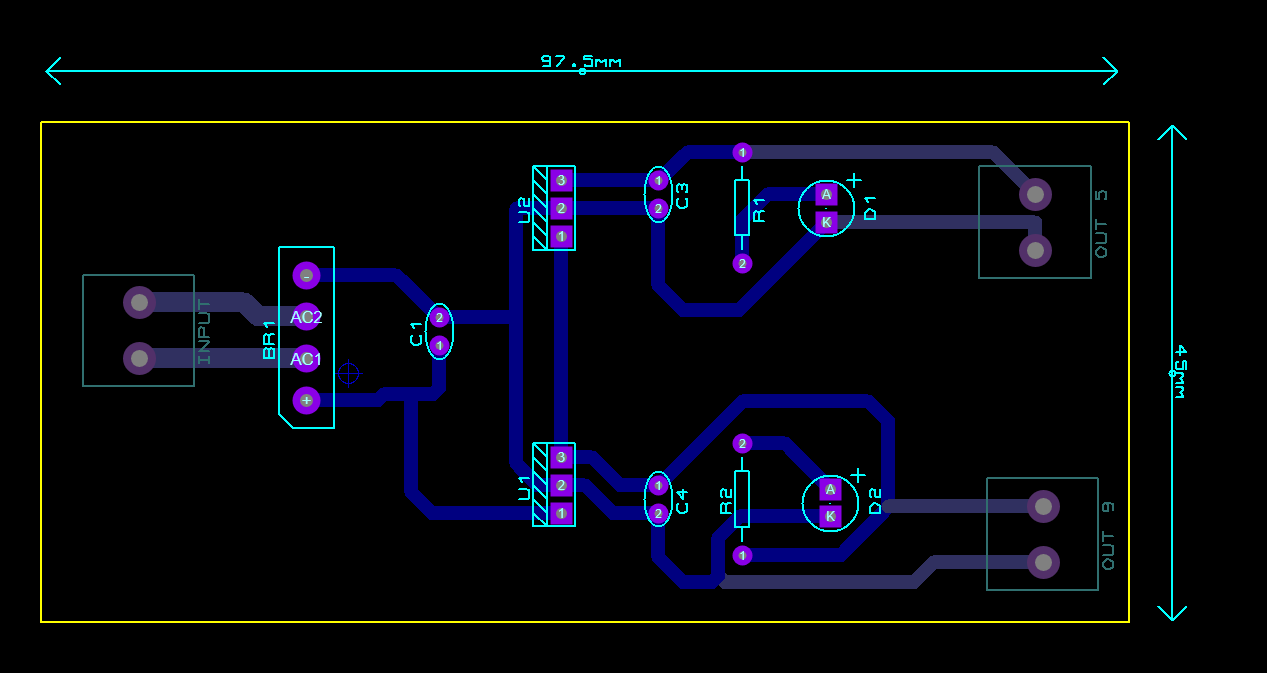 97.5mm
3
1
1
A
+
U2
2
C3
2
R1
K
D1
OUT 5
1
2
-
INPUT
AC2
2
BR1
C1
45mm
AC1
1
+
2
3
1
A
+
U1
2
C4
R2
D2
1
2
K
OUT 9
1